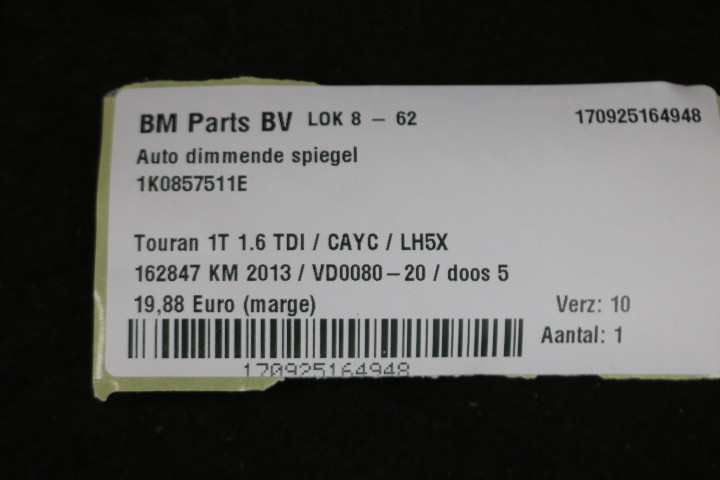 BM Parts BV LOK 8 – 62 170925164948
Auto dimmende spiegel
1K0857511E
Touran 1T 1.6 TDI / CAYC / LH5X
162847 KM 2013 / VD0080–20 / doos 5
19,88 Euro (marge) Verz: 10
Aantal: 1
170925164948